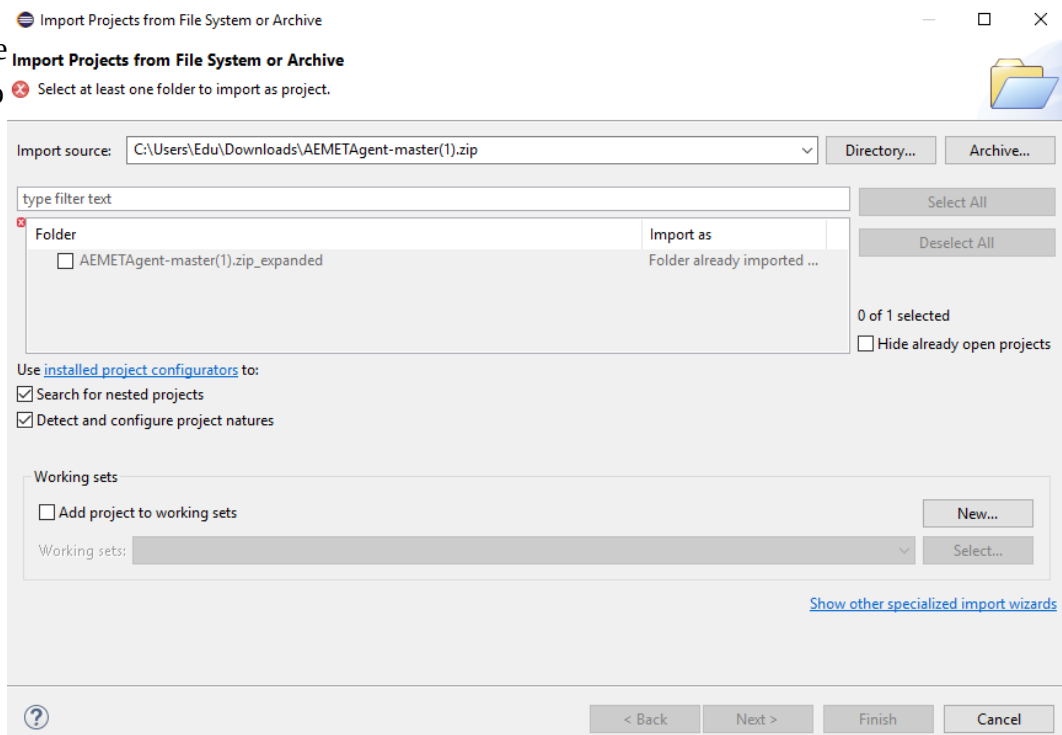 Import Projects from File System or Archive
e
Import Projects from File System or Archive
Select at least one folder to import as project.
Import source: C:\Users\Edu\Downloads\AEMETAgent-master(1).zip Directory... Archive...
type filter text Select All
Folder Import as Deselect All
AEMETAgent-master(1).zip_expanded Folder already imported ...
0 of 1 selected
Hide already open projects
Use installed project configurators to:
Search for nested projects
Detect and configure project natures
Working sets
Add project to working sets New...
Working sets: Select...
Show other specialized import wizards
? < Back Next > Finish Cancel